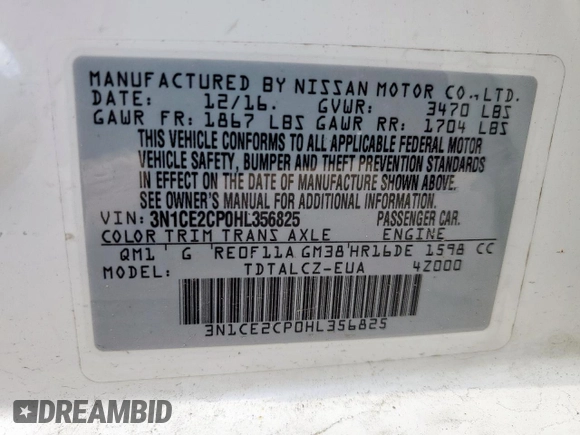 MANUFACTURED BY NISSAN MOTOR CO.,LTD.
DATE: 12/16. GVWR: 3470 LBS
GAWR FR: 1867 LBS GAWR RR: 1704 LBS
THIS VEHICLE CONFORMS TO ALL APPLICABLE FEDERAL MOTOR
VEHICLE SAFETY, BUMPER AND THEFT PREVENTION STANDARDS
IN EFFECT ON THE DATE OF MANUFACTURE SHOWN ABOVE.
SEE OWNER'S MANUAL FOR ADDITIONAL INFORMATION.
VIN: 3N1CE2CP0HL356825 PASSENGER CAR.
COLOR TRIM TRANS AXLE ENGINE
QM1 G RE0F11A GM38 HR16DE 1598 CC
MODEL: TDTALCZ-EUA 4Z000
3N1CE2CP0HL356825
DREAMBID